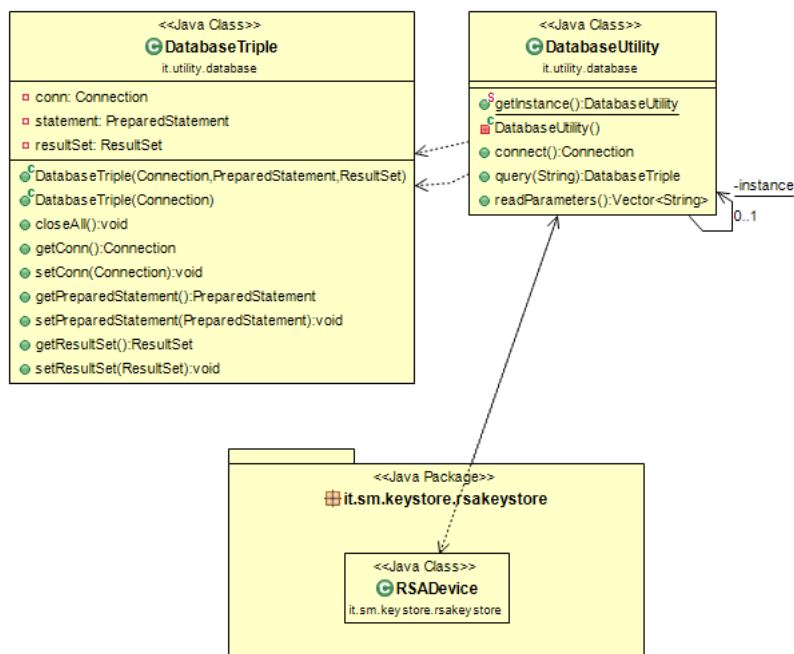 <<Java Class>>
DatabaseTriple
it.utility.database
conn: Connection
statement: PreparedStatement
resultSet: ResultSet
DatabaseTriple(Connection,PreparedStatement,ResultSet)
DatabaseTriple(Connection)
closeAll():void
getConn():Connection
setConn(Connection):void
getPreparedStatement():PreparedStatement
setPreparedStatement(PreparedStatement):void
getResultSet():ResultSet
setResultSet(ResultSet):void
<<Java Class>>
DatabaseUtility
it.utility.database
getInstance():DatabaseUtility
DatabaseUtility()
connect():Connection
query(String):DatabaseTriple
readParameters():Vector<String>
-instance
0..1
<<Java Package>>
it.sm.keystore.rsakeystore
<<Java Class>>
RSADevice
it.sm.keystore.rsakeystore